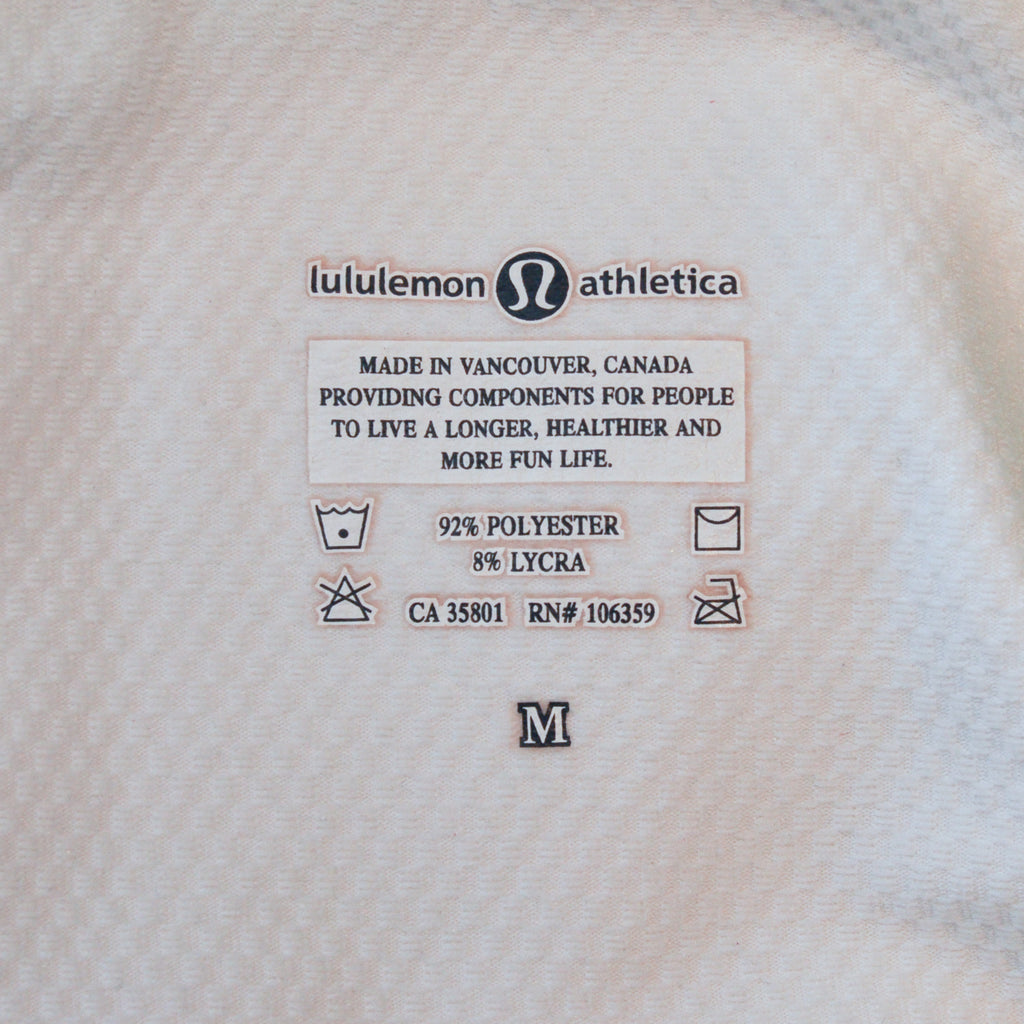 lululemon athletica
MADE IN VANCOUVER, CANADA
PROVIDING COMPONENTS FOR PEOPLE
TO LIVE A LONGER, HEALTHIER AND
MORE FUN LIFE.
92% POLYESTER
8% LYCRA
CA 35801 RN# 106359
M